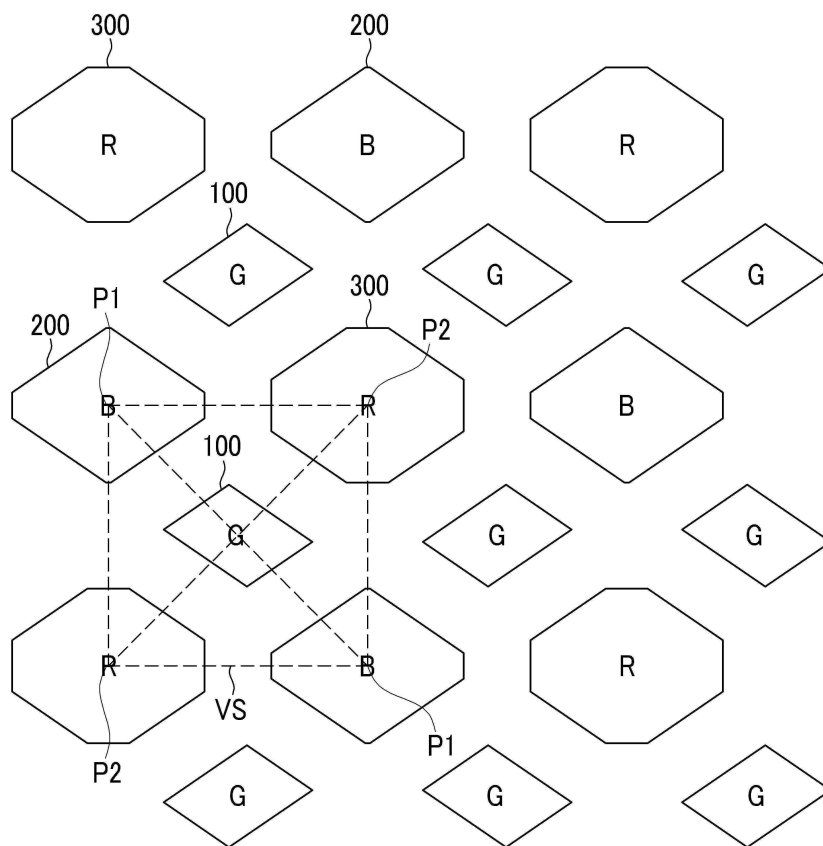 300 200
R B R
100
G G G
P1 300
200 P2
B R B
100
G G G
R B R
VS
P2 P1
G G G